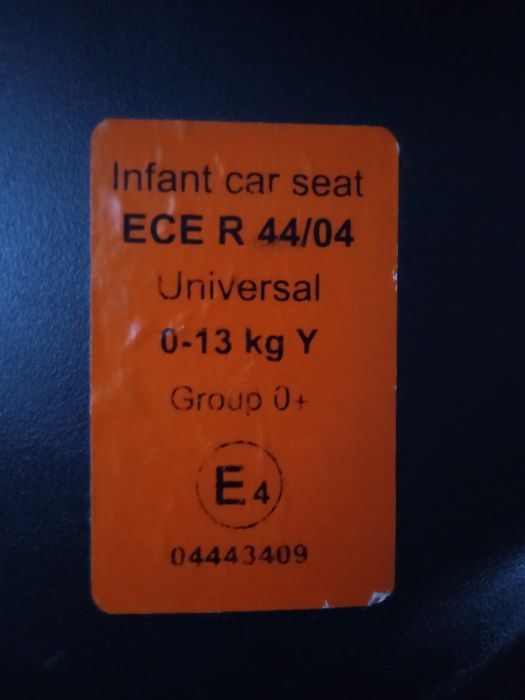 Infant car seat
ECE R 44/04
Universal
0-13 kg Y
Group 0+
E4
04443409